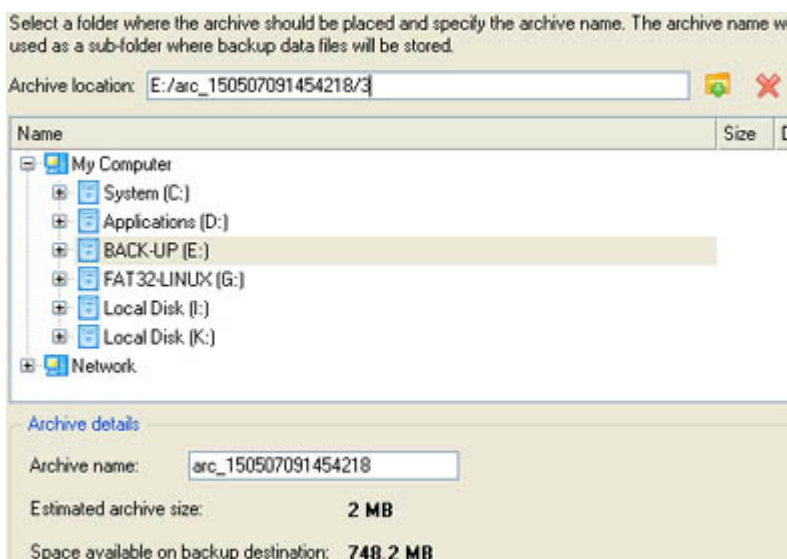 Select a folder where the archive should be placed and specify the archive name. The archive name
used as a sub-folder where backup data files will be stored.
Archive location: E:/arc_150507091454218/3
Name Size
My Computer
System (C:)
Applications (D:)
BACK-UP (E:)
FAT32-LINUX (G:)
Local Disk (I:)
Local Disk (K:)
Network
Archive details
Archive name: arc_150507091454218
Estimated archive size: 2 MB
Space available on backup destination: 748.2 MB